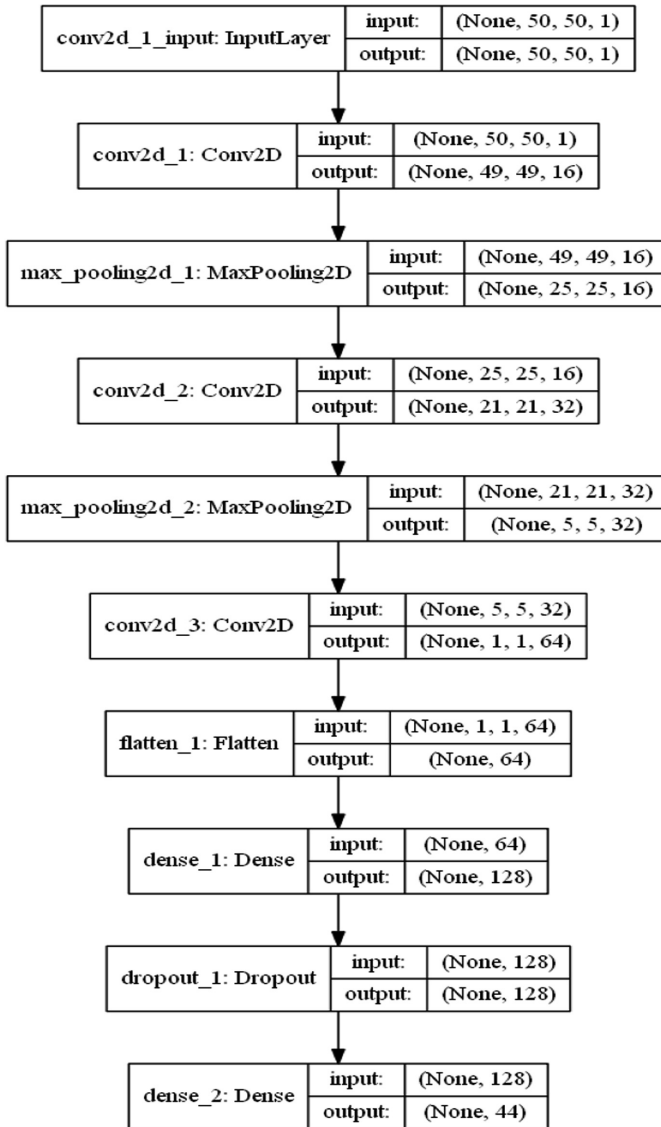 conv2d_1_input: InputLayer
input: (None, 50, 50, 1)
output: (None, 50, 50, 1)
conv2d_1: Conv2D
input: (None, 50, 50, 1)
output: (None, 49, 49, 16)
max_pooling2d_1: MaxPooling2D
input: (None, 49, 49, 16)
output: (None, 25, 25, 16)
conv2d_2: Conv2D
input: (None, 25, 25, 16)
output: (None, 21, 21, 32)
max_pooling2d_2: MaxPooling2D
input: (None, 21, 21, 32)
output: (None, 5, 5, 32)
conv2d_3: Conv2D
input: (None, 5, 5, 32)
output: (None, 1, 1, 64)
flatten_1: Flatten
input: (None, 1, 1, 64)
output: (None, 64)
dense_1: Dense
input: (None, 64)
output: (None, 128)
dropout_1: Dropout
input: (None, 128)
output: (None, 128)
dense_2: Dense
input: (None, 128)
output: (None, 44)